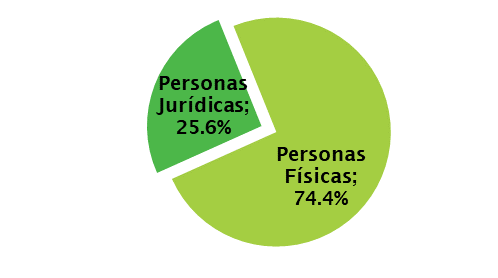 Personas
Jurídicas;
25.6%
Personas
Físicas;
74.4%